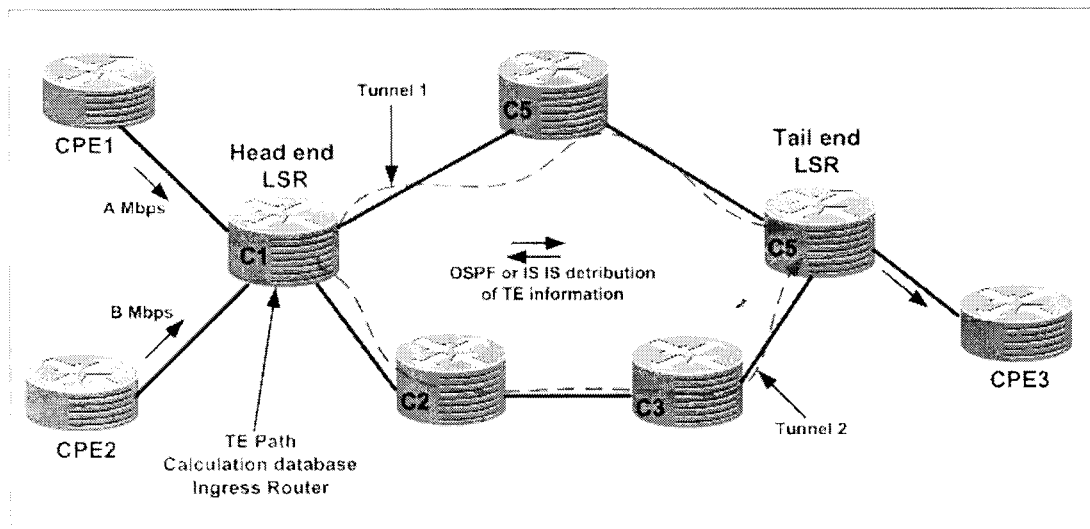 Tunnel 1
C5
CPE1
Head end
LSR
Tail end
LSR
A Mbps
C1
C5
OSPF or IS IS detribution
of TE information
B Mbps
C2
C3
CPE3
CPE2
TE Path
Calculation database
Ingress Router
Tunnel 2